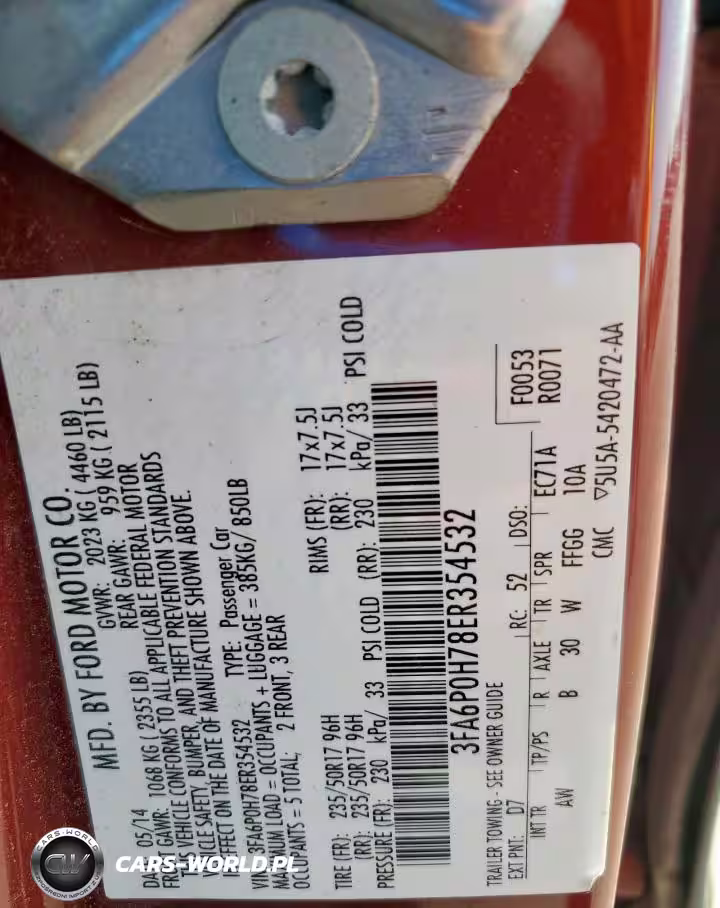 MFD. BY FORD MOTOR CO.
DATE: 05/14 GVWR: 2023 KG ( 4460 LB)
FRONT GAWR: 1068 KG ( 2355 LB) REAR GAWR: 959 KG ( 2115 LB)
THIS VEHICLE CONFORMS TO ALL APPLICABLE FEDERAL MOTOR
VEHICLE SAFETY, BUMPER, AND THEFT PREVENTION STANDARDS
IN EFFECT ON THE DATE OF MANUFACTURE SHOWN ABOVE.
VIN: 3FA6P0H78ER354532 TYPE: Passenger Car
MAXIMUM LOAD = OCCUPANTS + LUGGAGE = 385KG/ 850LB
OCCUPANTS = 5 TOTAL; 2 FRONT, 3 REAR
TIRE (FR): 235/50R17 96H RIMS (FR): 17x7.5J
(RR): 235/50R17 96H (RR): 17x7.5J
PRESSURE (FR): 230 kPa/ 33 PSI COLD (RR): 230 kPa/ 33 PSI COLD
3FA6P0H78ER354532
F0053
R0071
TRAILER TOWING - SEE OWNER GUIDE
EXT PNT: D7 RC: 52 DSO:
INT TR TP/PS R AXLE TR SPR EC71A
AW B 30 W FFGG 10A
CMC ▽5U5A-5420472-AA
CARS-WORLD
CW
CARS-WORLD.PL